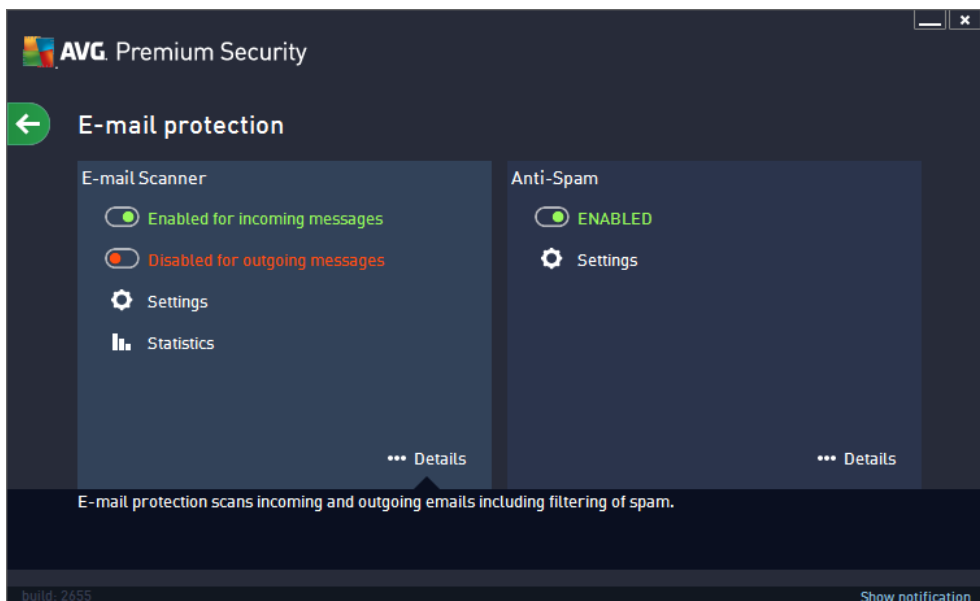 AVG. Premium Security
E-mail protection
E-mail Scanner
Enabled for incoming messages
Disabled for outgoing messages
Settings
Statistics
Details
Anti-Spam
ENABLED
Settings
Details
E-mail protection scans incoming and outgoing emails including filtering of spam.
build: 2655
Show notification